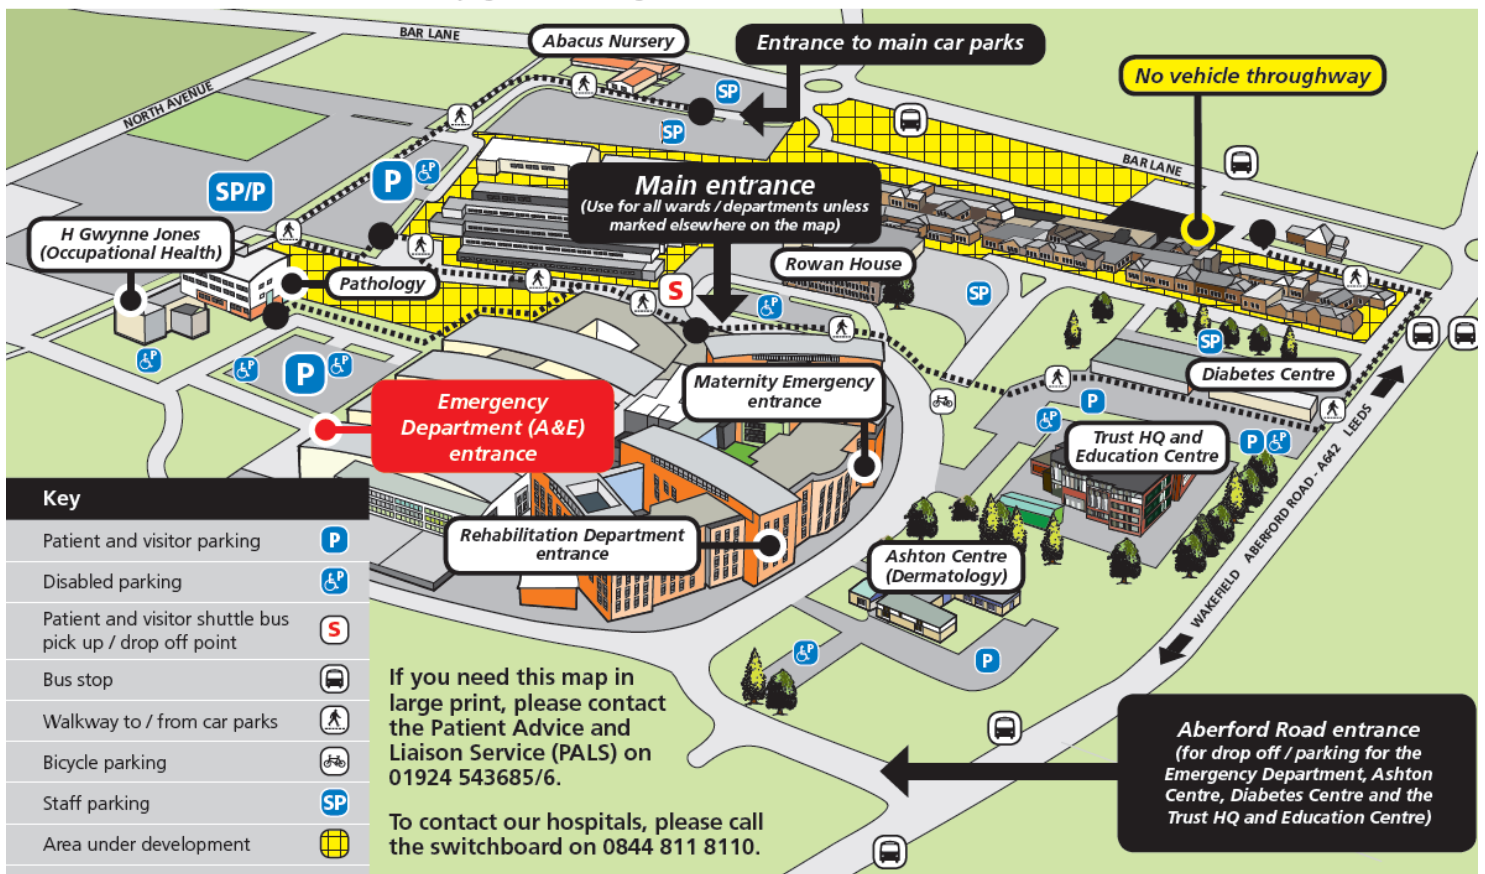 BAR LANE
Abacus Nursery
Entrance to main car parks
No vehicle throughway
NORTH AVENUE
SP
SP
BAR LANE
P
P
SP/P
Main entrance
(Use for all wards / departments unless
marked elsewhere on the map)
H Gwynne Jones
(Occupational Health)
Pathology
Rowan House
S
SP
P
SP
P
P
P
P
Diabetes Centre
Maternity Emergency
entrance
Emergency
Department (A&E)
entrance
P
P
Trust HQ and
Education Centre
P
P
WAKEFIELD ABERFORD ROAD - A642 LEEDS
Rehabilitation Department
entrance
Ashton Centre
(Dermatology)
P
P
Key
Patient and visitor parking P
Disabled parking P
Patient and visitor shuttle bus
pick up / drop off point S
Bus stop
Walkway to / from car parks
Bicycle parking
Staff parking SP
Area under development
If you need this map in
large print, please contact
the Patient Advice and
Liaison Service (PALS) on
01924 543685/6.
To contact our hospitals, please call
the switchboard on 0844 811 8110.
Aberford Road entrance
(for drop off / parking for the
Emergency Department, Ashton
Centre, Diabetes Centre and the
Trust HQ and Education Centre)